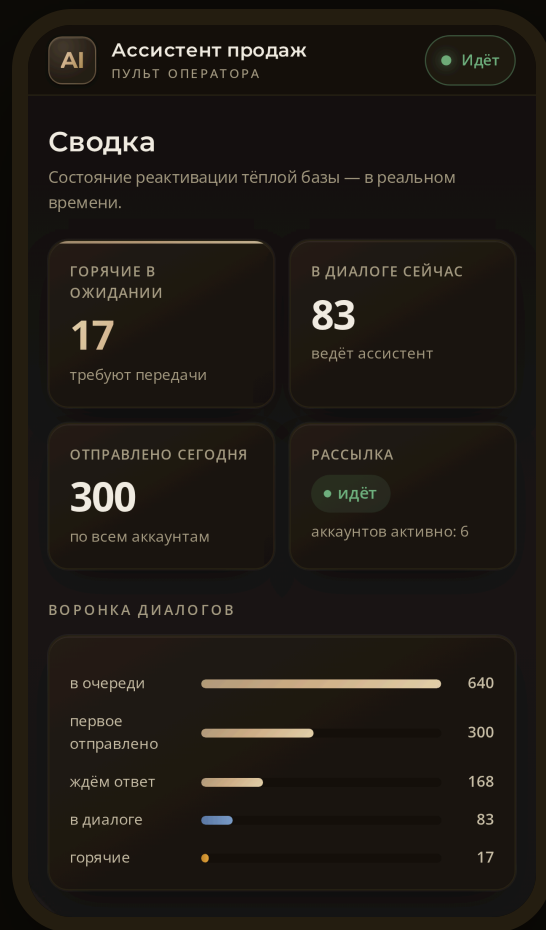 AI
Ассистент продаж
ПУЛЬТ ОПЕРАТОРА
Идёт
Сводка
Состояние реактивации тёплой базы — в реальном
времени.
ГОРЯЧИЕ В
ОЖИДАНИИ
17
требуют передачи
В ДИАЛОГЕ СЕЙЧАС
83
ведёт ассистент
ОТПРАВЛЕНО СЕГОДНЯ
300
по всем аккаунтам
РАССЫЛКА
идёт
аккаунтов активно: 6
ВОРОНКА ДИАЛОГОВ
в очереди 640
первое
отправлено 300
ждём ответ 168
в диалоге 83
горячие 17